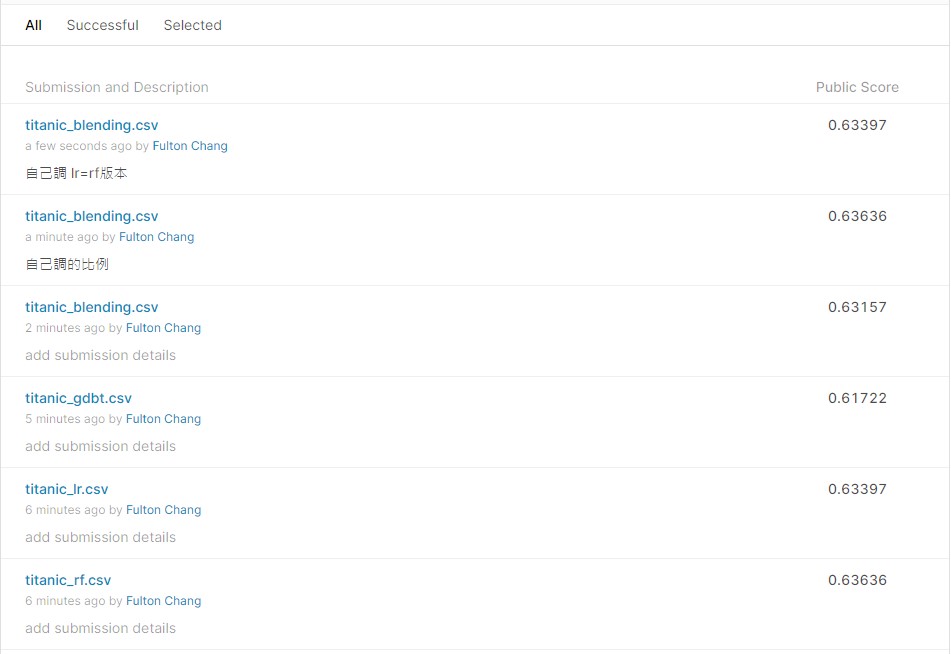 All Successful Selected
Submission and Description Public Score
titanic_blending.csv 0.63397
a few seconds ago by Fulton Chang
自己調 lr=rf版本
titanic_blending.csv 0.63636
a minute ago by Fulton Chang
自己調的比例
titanic_blending.csv 0.63157
2 minutes ago by Fulton Chang
add submission details
titanic_gdbt.csv 0.61722
5 minutes ago by Fulton Chang
add submission details
titanic_lr.csv 0.63397
6 minutes ago by Fulton Chang
add submission details
titanic_rf.csv 0.63636
6 minutes ago by Fulton Chang
add submission details